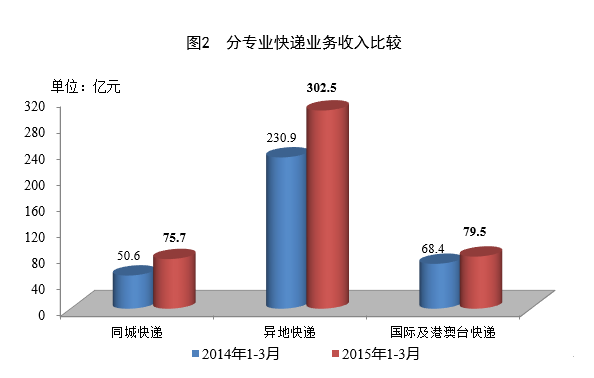 图2 分专业快递业务收入比较
单位：亿元
320
280
240
200
160
120
80
40
0
50.6
75.7
230.9
302.5
68.4
79.5
同城快递
异地快递
国际及港澳台快递
2014年1-3月
2015年1-3月